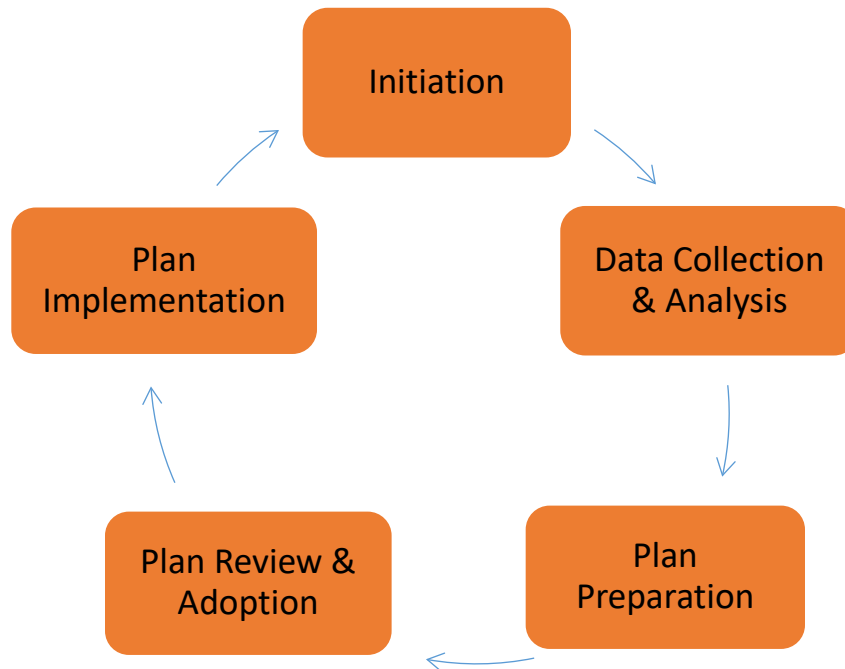 Initiation
Data Collection
& Analysis
Plan
Preparation
Plan Review &
Adoption
Plan
Implementation